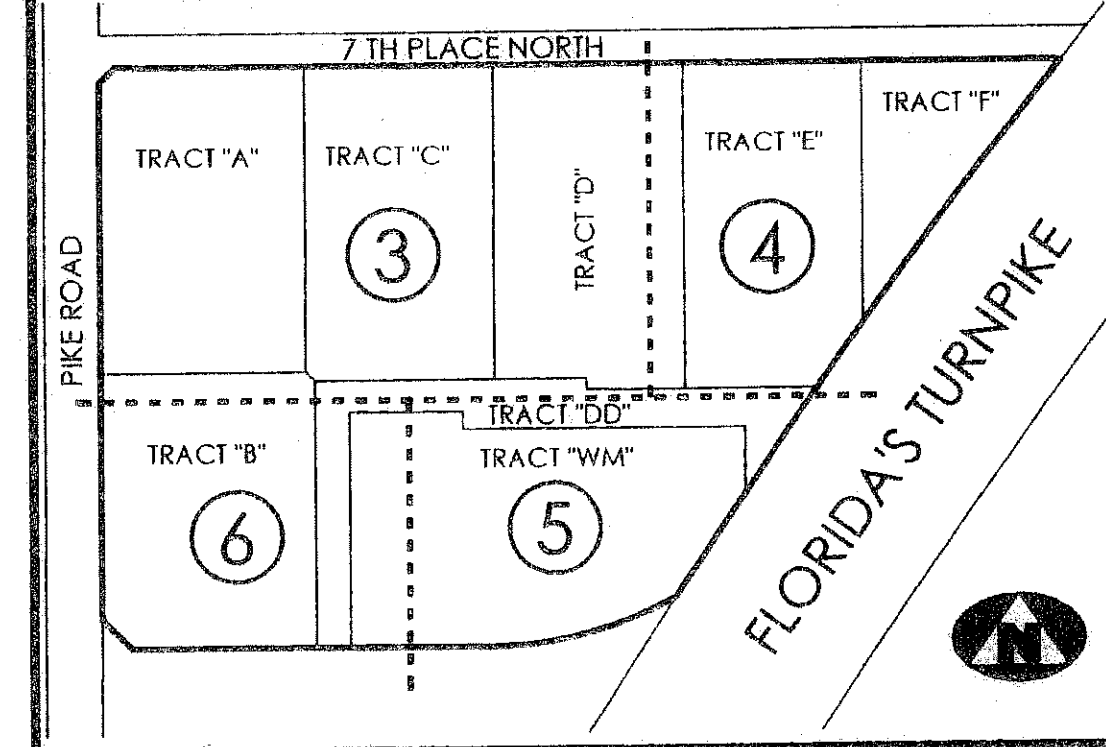 7 TH PLACE NORTH
TRACT "F"
TRACT "A"
TRACT "C"
TRACT "E"
TRACT "D"
3
4
PIKE ROAD
FLORIDA'S TURNPIKE
TRACT "DD"
TRACT "B"
TRACT "WM"
6
5
N